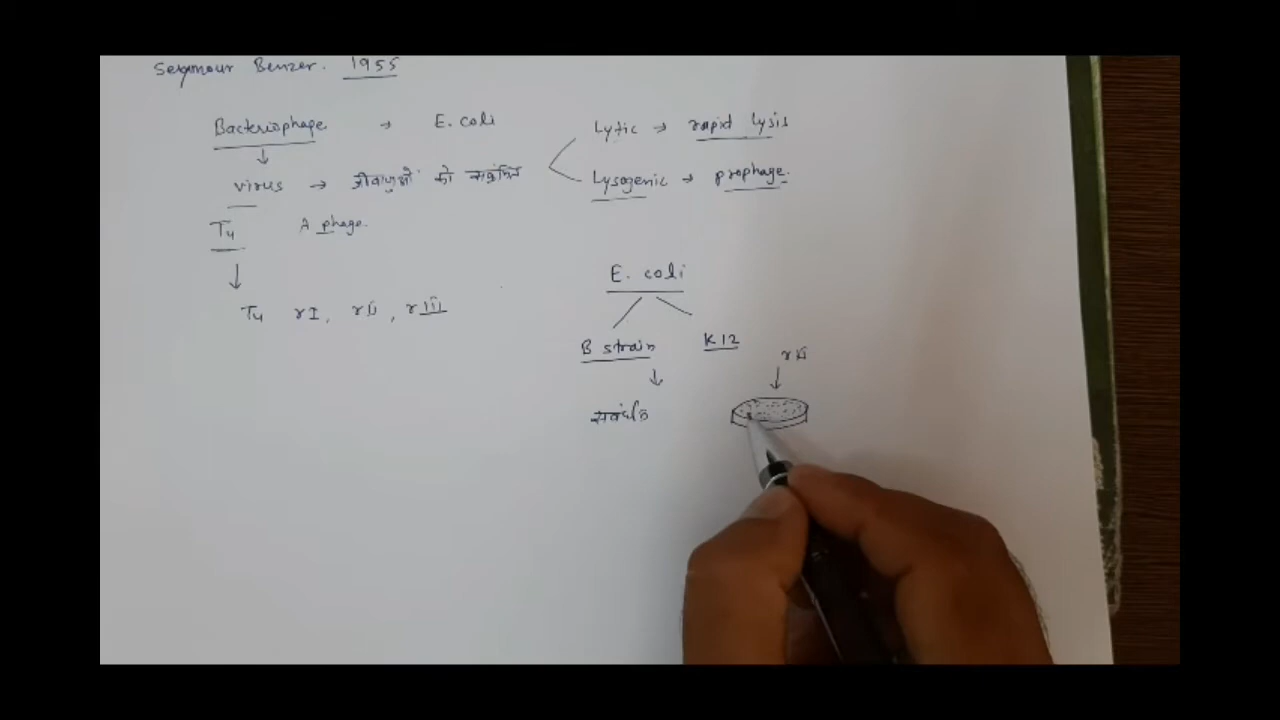 Seymour Benzer. 1955
Bacteriophage → E. coli
Lytic → rapid Lysis
virus → जीवाणुओं को संक्रमित
Lysogenic → prophage.
T4 λ phage.
E. coli
T4 rI, rII, rIII
B strain K12
rII